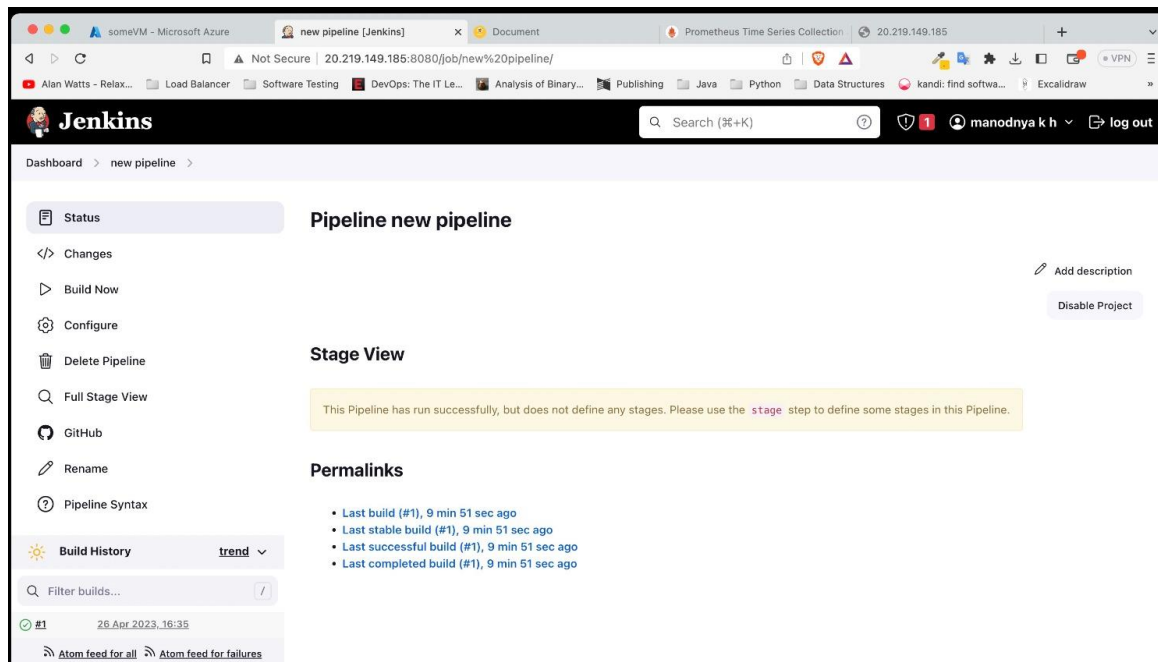 someVM - Microsoft Azure
new pipeline [Jenkins]
Document
Prometheus Time Series Collection
20.219.149.185
Not Secure 20.219.149.185:8080/job/new%20pipeline/
VPN
Alan Watts - Relax... Load Balancer Software Testing DevOps: The IT Le... Analysis of Binary... Publishing Java Python Data Structures kandi: find softwa... Excalidraw »
Jenkins
Search (⌘+K)
1
manodnya k h
log out
Dashboard > new pipeline >
Status
Changes
Build Now
Configure
Delete Pipeline
Full Stage View
GitHub
Rename
Pipeline Syntax
Build History trend
Filter builds... /
#1 26 Apr 2023, 16:35
Atom feed for all Atom feed for failures
Pipeline new pipeline
Add description
Disable Project
Stage View
This Pipeline has run successfully, but does not define any stages. Please use the stage step to define some stages in this Pipeline.
Permalinks
• Last build (#1), 9 min 51 sec ago
• Last stable build (#1), 9 min 51 sec ago
• Last successful build (#1), 9 min 51 sec ago
• Last completed build (#1), 9 min 51 sec ago